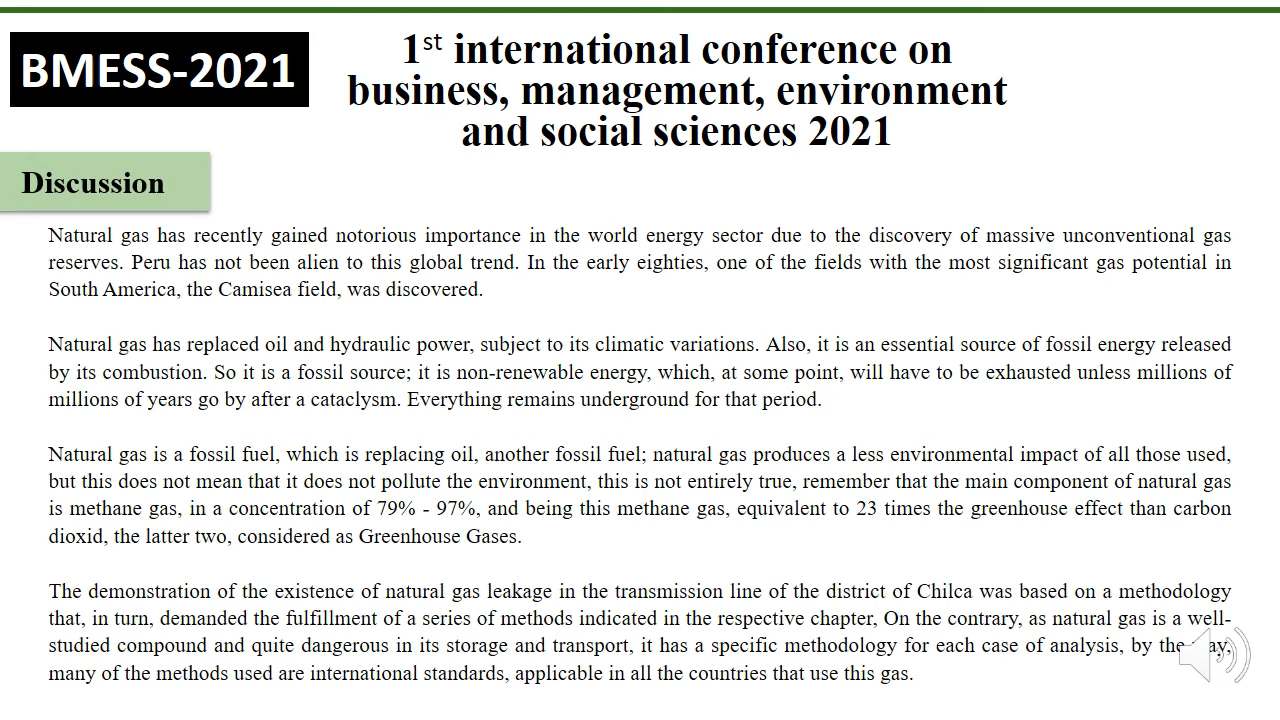 BMESS-2021
1st international conference on
business, management, environment
and social sciences 2021
Discussion
Natural gas has recently gained notorious importance in the world energy sector due to the discovery of massive unconventional gas
reserves. Peru has not been alien to this global trend. In the early eighties, one of the fields with the most significant gas potential in
South America, the Camisea field, was discovered.
Natural gas has replaced oil and hydraulic power, subject to its climatic variations. Also, it is an essential source of fossil energy released
by its combustion. So it is a fossil source; it is non-renewable energy, which, at some point, will have to be exhausted unless millions of
millions of years go by after a cataclysm. Everything remains underground for that period.
Natural gas is a fossil fuel, which is replacing oil, another fossil fuel; natural gas produces a less environmental impact of all those used,
but this does not mean that it does not pollute the environment, this is not entirely true, remember that the main component of natural gas
is methane gas, in a concentration of 79% - 97%, and being this methane gas, equivalent to 23 times the greenhouse effect than carbon
dioxid, the latter two, considered as Greenhouse Gases.
The demonstration of the existence of natural gas leakage in the transmission line of the district of Chilca was based on a methodology
that, in turn, demanded the fulfillment of a series of methods indicated in the respective chapter, On the contrary, as natural gas is a well-
studied compound and quite dangerous in its storage and transport, it has a specific methodology for each case of analysis, by the way,
many of the methods used are international standards, applicable in all the countries that use this gas.